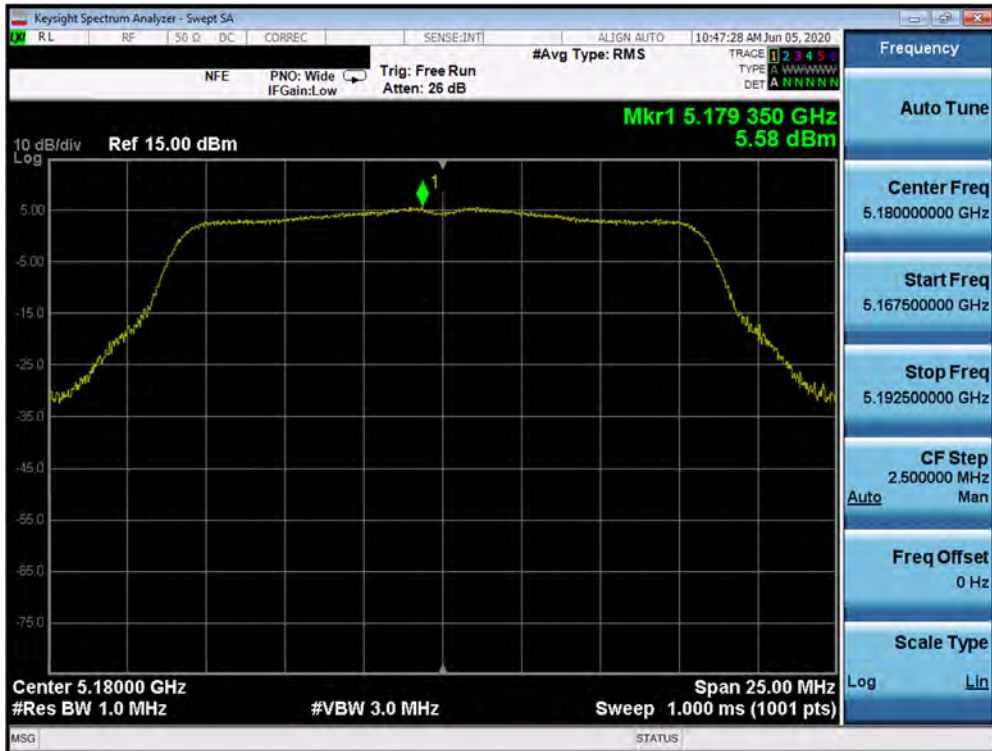 Keysight Spectrum Analyzer - Swept SA
LXI RL RF 50 Ω DC CORREC SENSE:INT ALIGN AUTO 10:47:28 AM Jun 05, 2020
#Avg Type: RMS TRACE 1 2 3 4 5 6
NFE PNO: Wide Trig: Free Run TYPE A WWWWW
IFGain:Low Atten: 26 dB DET A N N N N N
Mkr1 5.179 350 GHz
5.58 dBm
10 dB/div Ref 15.00 dBm
Log
1
5.00
-5.00
-15.0
-25.0
-35.0
-45.0
-55.0
-65.0
-75.0
Center 5.18000 GHz Span 25.00 MHz
#Res BW 1.0 MHz #VBW 3.0 MHz Sweep 1.000 ms (1001 pts)
MSG STATUS
Frequency
Auto Tune
Center Freq
5.180000000 GHz
Start Freq
5.167500000 GHz
Stop Freq
5.192500000 GHz
CF Step
2.500000 MHz
Auto Man
Freq Offset
0 Hz
Scale Type
Log Lin